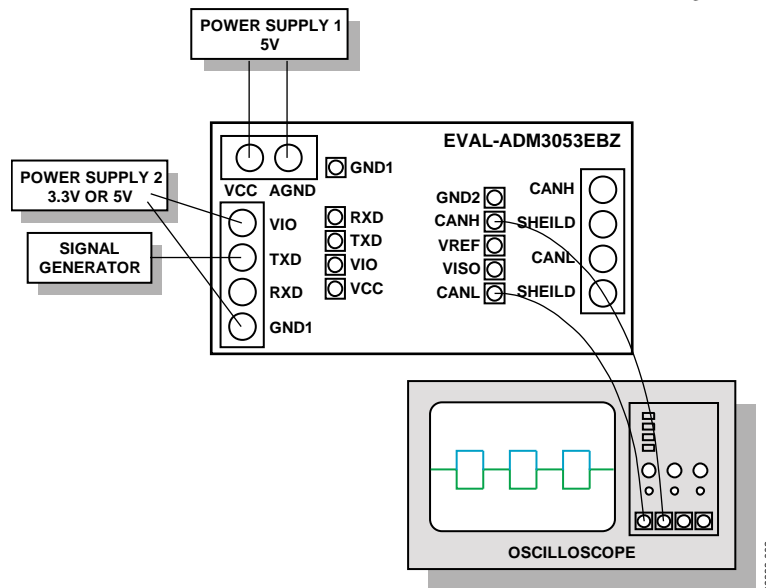 POWER SUPPLY 1
5V
EVAL-ADM3053EBZ
GND1
VCC AGND
POWER SUPPLY 2
3.3V OR 5V
SIGNAL
GENERATOR
VIO
TXD
RXD
GND1
RXD
TXD
VIO
VCC
GND2
CANH
VREF
VISO
CANL
CANH
SHEILD
CANL
SHEILD
OSCILLOSCOPE